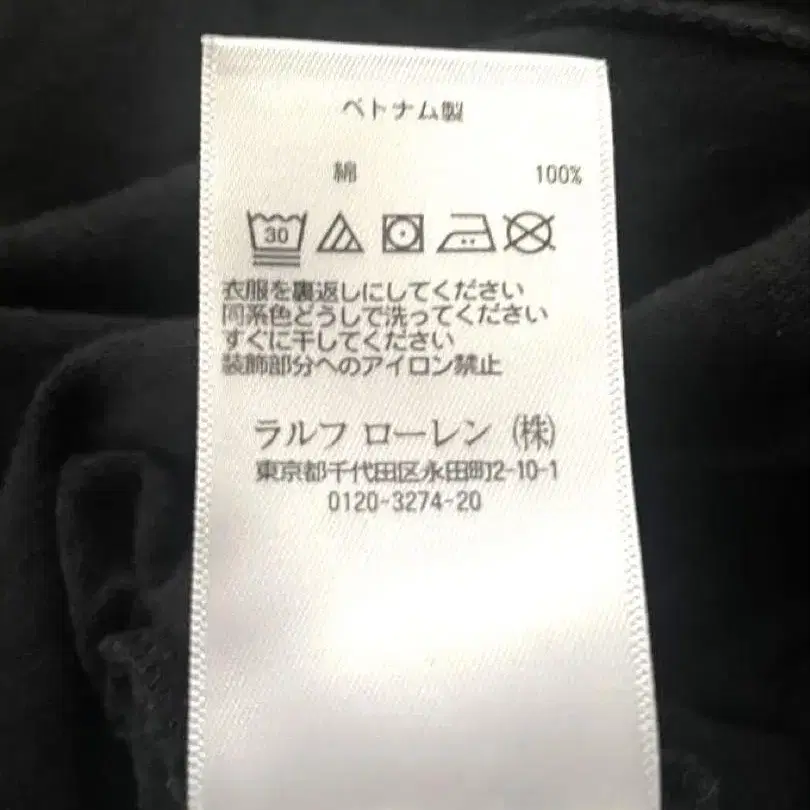 ベトナム製
綿 100%
30
衣服を裏返しにしてください
同系色どうしで洗ってください
すぐに干してください
装飾部分へのアイロン禁止
ラルフ ローレン (株)
東京都千代田区永田町2-10-1
0120-3274-20